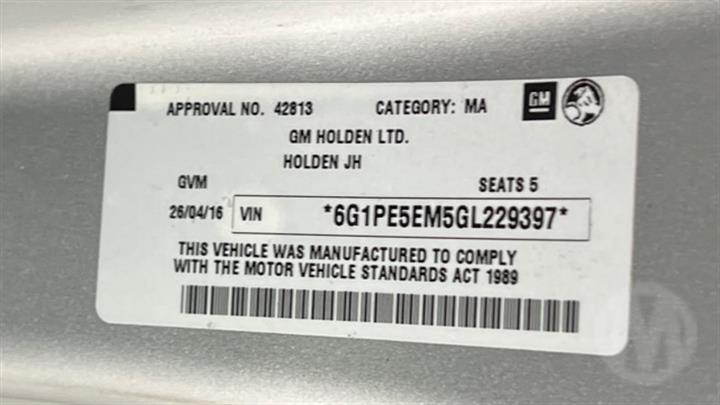 APPROVAL NO. 42813 CATEGORY: MA GM
GM HOLDEN LTD.
HOLDEN JH
GVM SEATS 5
26/04/16 VIN *6G1PE5EM5GL229397*
THIS VEHICLE WAS MANUFACTURED TO COMPLY
WITH THE MOTOR VEHICLE STANDARDS ACT 1989
M